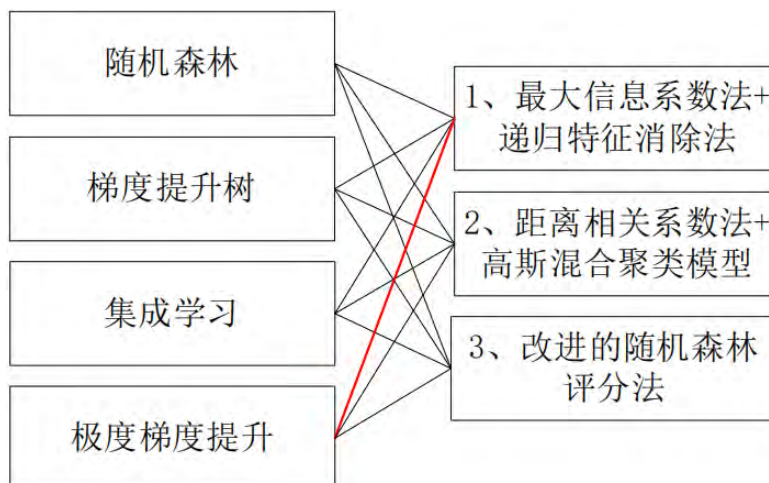 随机森林
梯度提升树
集成学习
极度梯度提升
1、最大信息系数法+
递归特征消除法
2、距离相关系数法+
高斯混合聚类模型
3、改进的随机森林
评分法